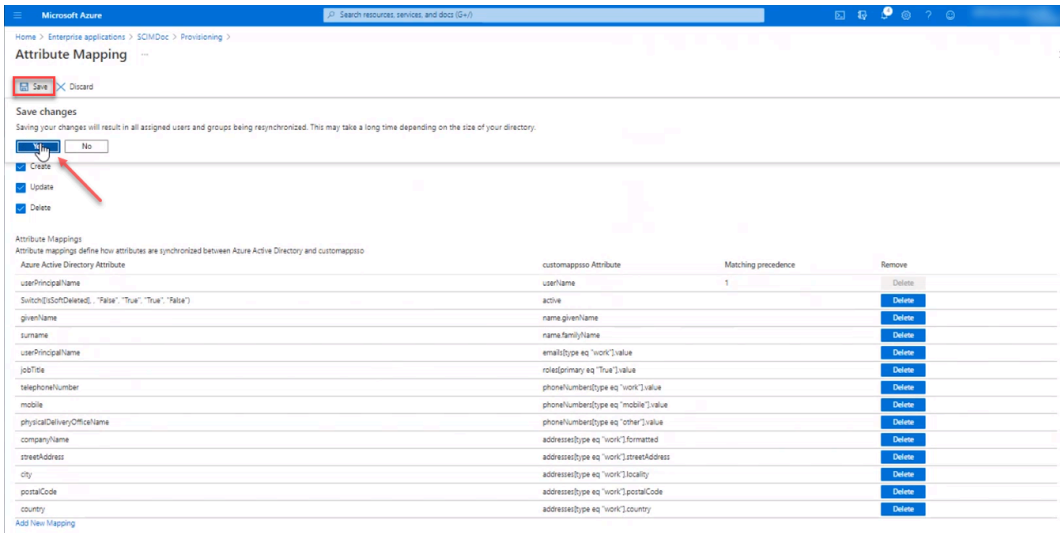 Microsoft Azure
Search resources, services, and docs (G+/)
Home > Enterprise applications > SCIMDoc > Provisioning >
Attribute Mapping ...
Save Discard
Save changes
Saving your changes will result in all assigned users and groups being resynchronized. This may take a long time depending on the size of your directory.
Yes No
Create
Update
Delete
Attribute Mappings
Attribute mappings define how attributes are synchronized between Azure Active Directory and customappsso
Azure Active Directory Attribute customappsso Attribute Matching precedence Remove
userPrincipalName userName 1 Delete
Switch([IsSoftDeleted], , "False", "True", "True", "False") active Delete
givenName name.givenName Delete
surname name.familyName Delete
userPrincipalName emails[type eq "work"].value Delete
jobTitle roles[primary eq "True"].value Delete
telephoneNumber phoneNumbers[type eq "work"].value Delete
mobile phoneNumbers[type eq "mobile"].value Delete
physicalDeliveryOfficeName phoneNumbers[type eq "other"].value Delete
companyName addresses[type eq "work"].formatted Delete
streetAddress addresses[type eq "work"].streetAddress Delete
city addresses[type eq "work"].locality Delete
postalCode addresses[type eq "work"].postalCode Delete
country addresses[type eq "work"].country Delete
Add New Mapping